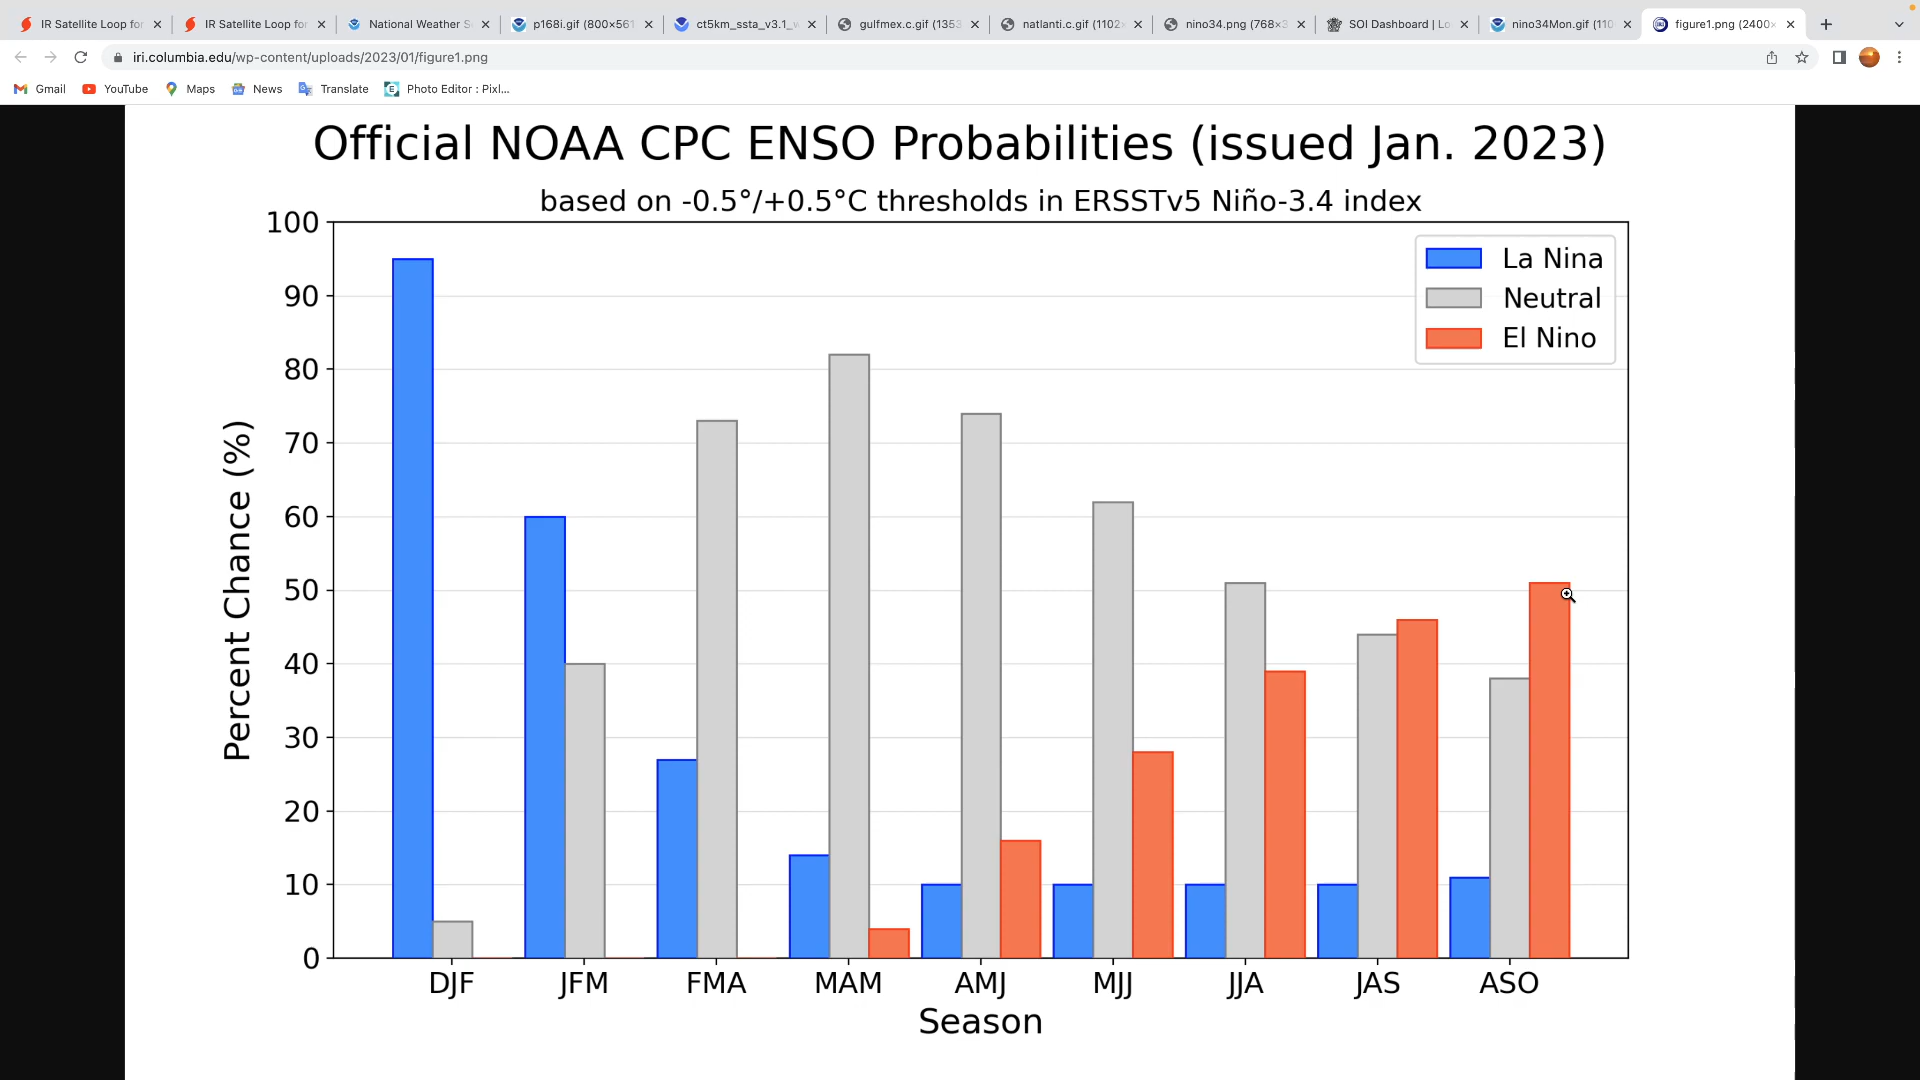 IR Satellite Loop for
IR Satellite Loop for
National Weather S
p168i.gif (800×561
ct5km_ssta_v3.1_
gulfmex.c.gif (1353
natlanti.c.gif (1102
nino34.png (768×3
SOI Dashboard | Lo
nino34Mon.gif (110
figure1.png (2400×
iri.columbia.edu/wp-content/uploads/2023/01/figure1.png
Gmail
YouTube
Maps
News
Translate
Photo Editor : Pixl...
Official NOAA CPC ENSO Probabilities (issued Jan. 2023)
based on -0.5°/+0.5°C thresholds in ERSSTv5 Niño-3.4 index
La Nina
Neutral
El Nino
Percent Chance (%)
100
90
80
70
60
50
40
30
20
10
0
DJF JFM FMA MAM AMJ MJJ JJA JAS ASO
Season